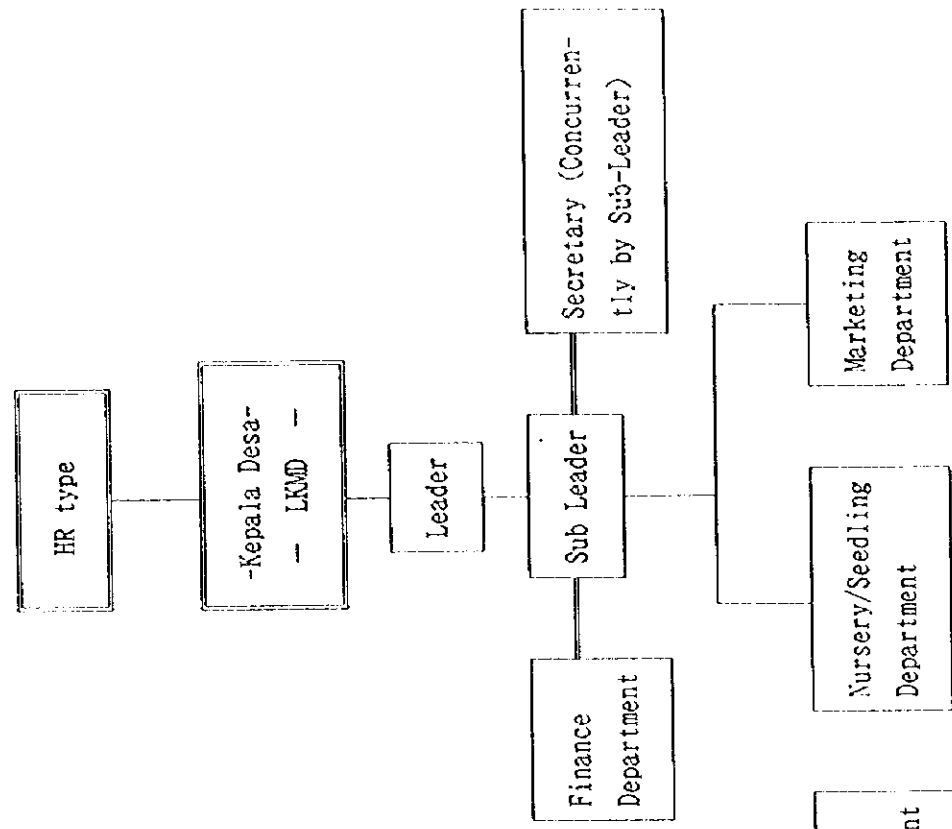 HR type
-Kepala Desa-
— LKMD —
Leader
Sub Leader
Secretary (Concurren-
tly by Sub-Leader)
Finance
Department
Nursery/Seedling
Department
Marketing
Department
nt